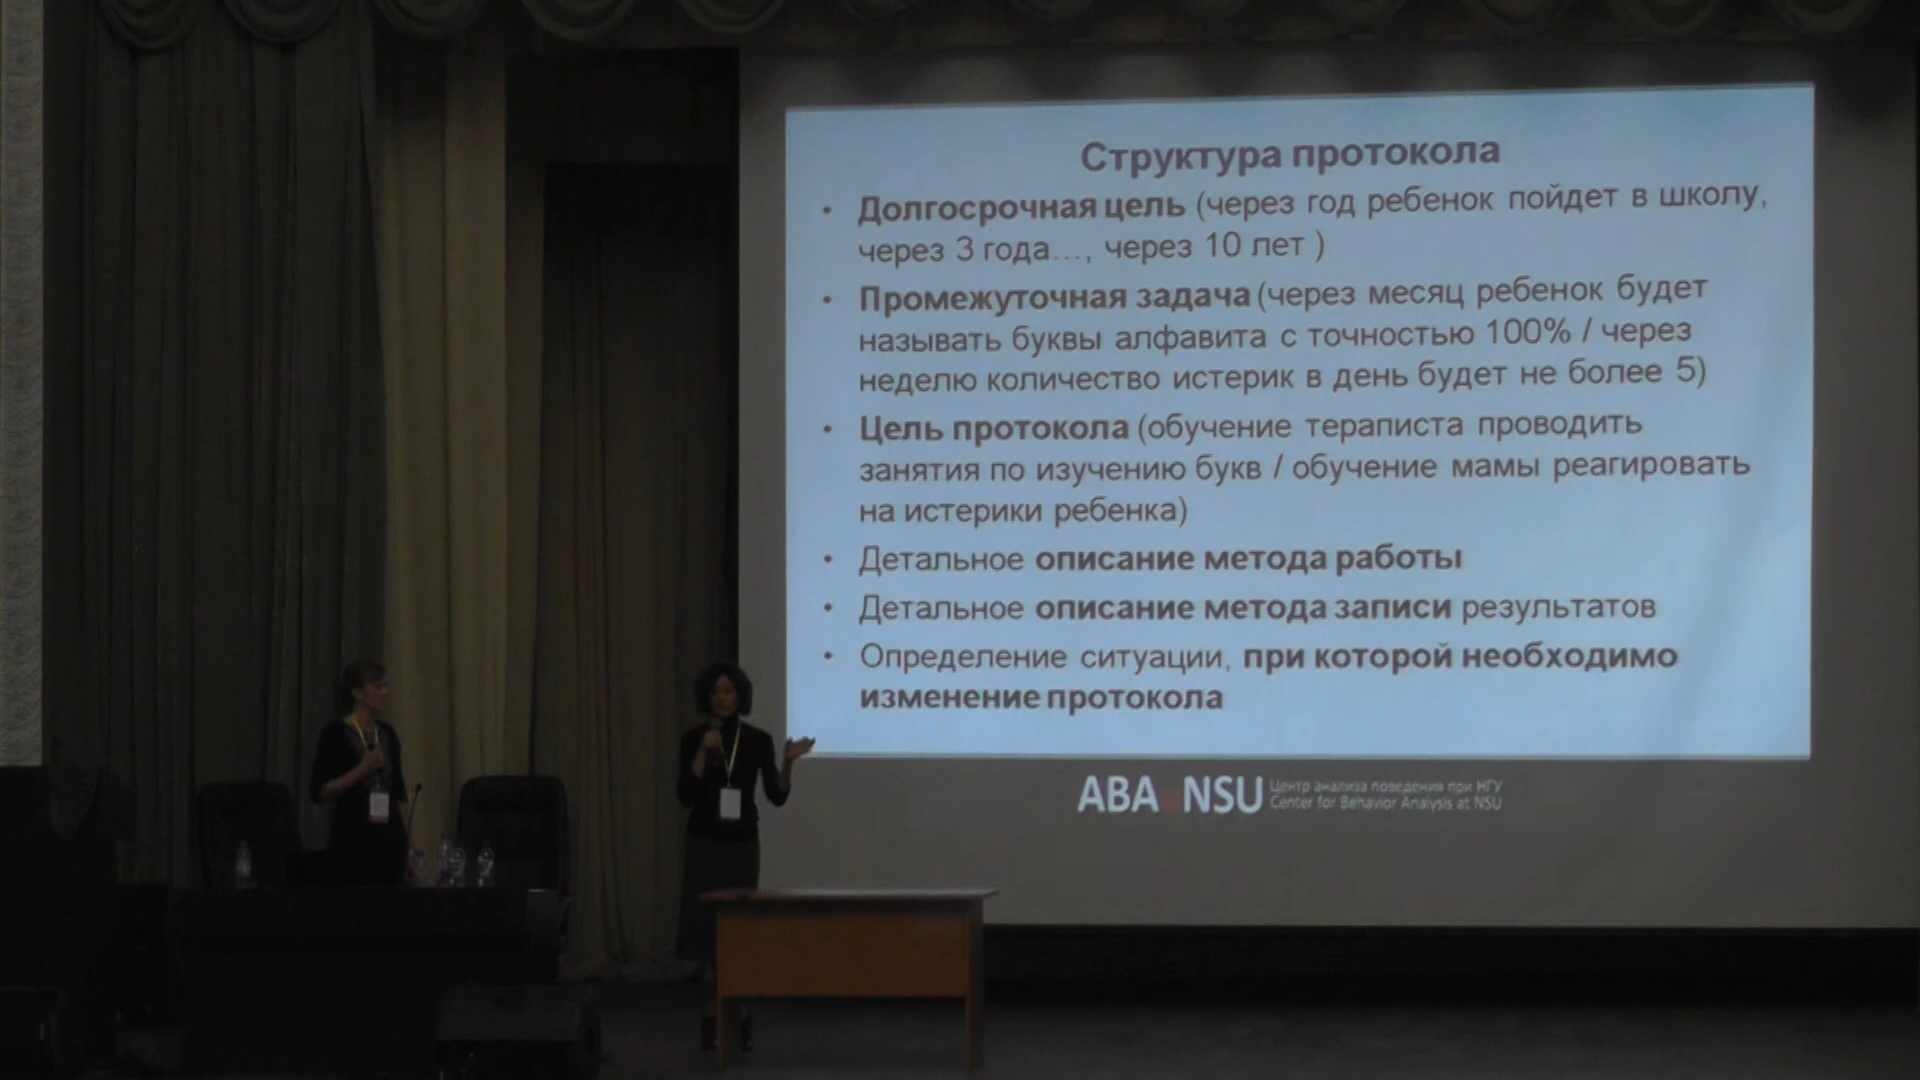 Структура протокола
• Долгосрочная цель (через год ребенок пойдет в школу,
через 3 года..., через 10 лет )
• Промежуточная задача (через месяц ребенок будет
называть буквы алфавита с точностью 100% / через
неделю количество истерик в день будет не более 5)
• Цель протокола (обучение тераписта проводить
занятия по изучению букв / обучение мамы реагировать
на истерики ребенка)
• Детальное описание метода работы
• Детальное описание метода записи результатов
• Определение ситуации, при которой необходимо
изменение протокола
ABA NSU
Центр анализа поведения при НГУ
Center for Behavior Analysis at NSU